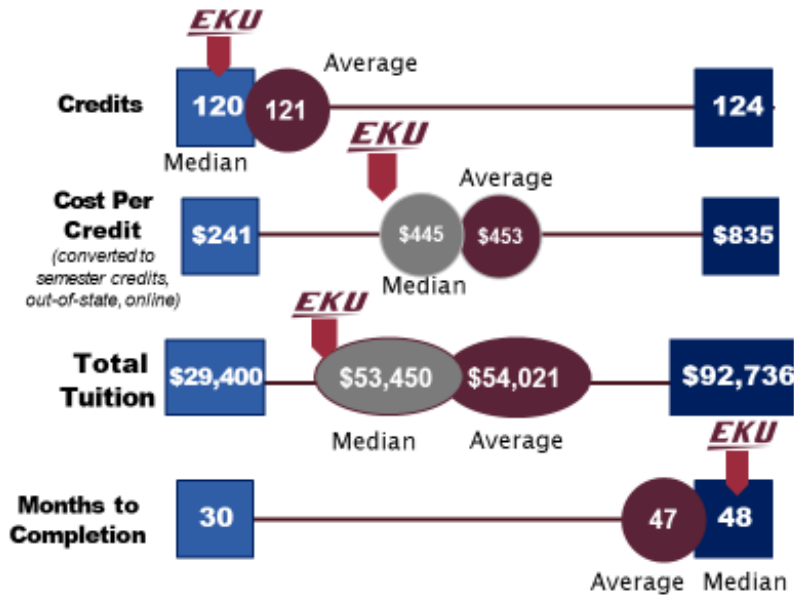 EKU
Average
Credits
120
121
124
Median
EKU
Average
Cost Per
Credit
(converted to
semester credits,
out-of-state, online)
$241
$445
$453
$835
Median
EKU
Total
Tuition
$29,400
$53,450
$54,021
$92,736
Median
Average
EKU
Months to
Completion
30
47
48
Average
Median